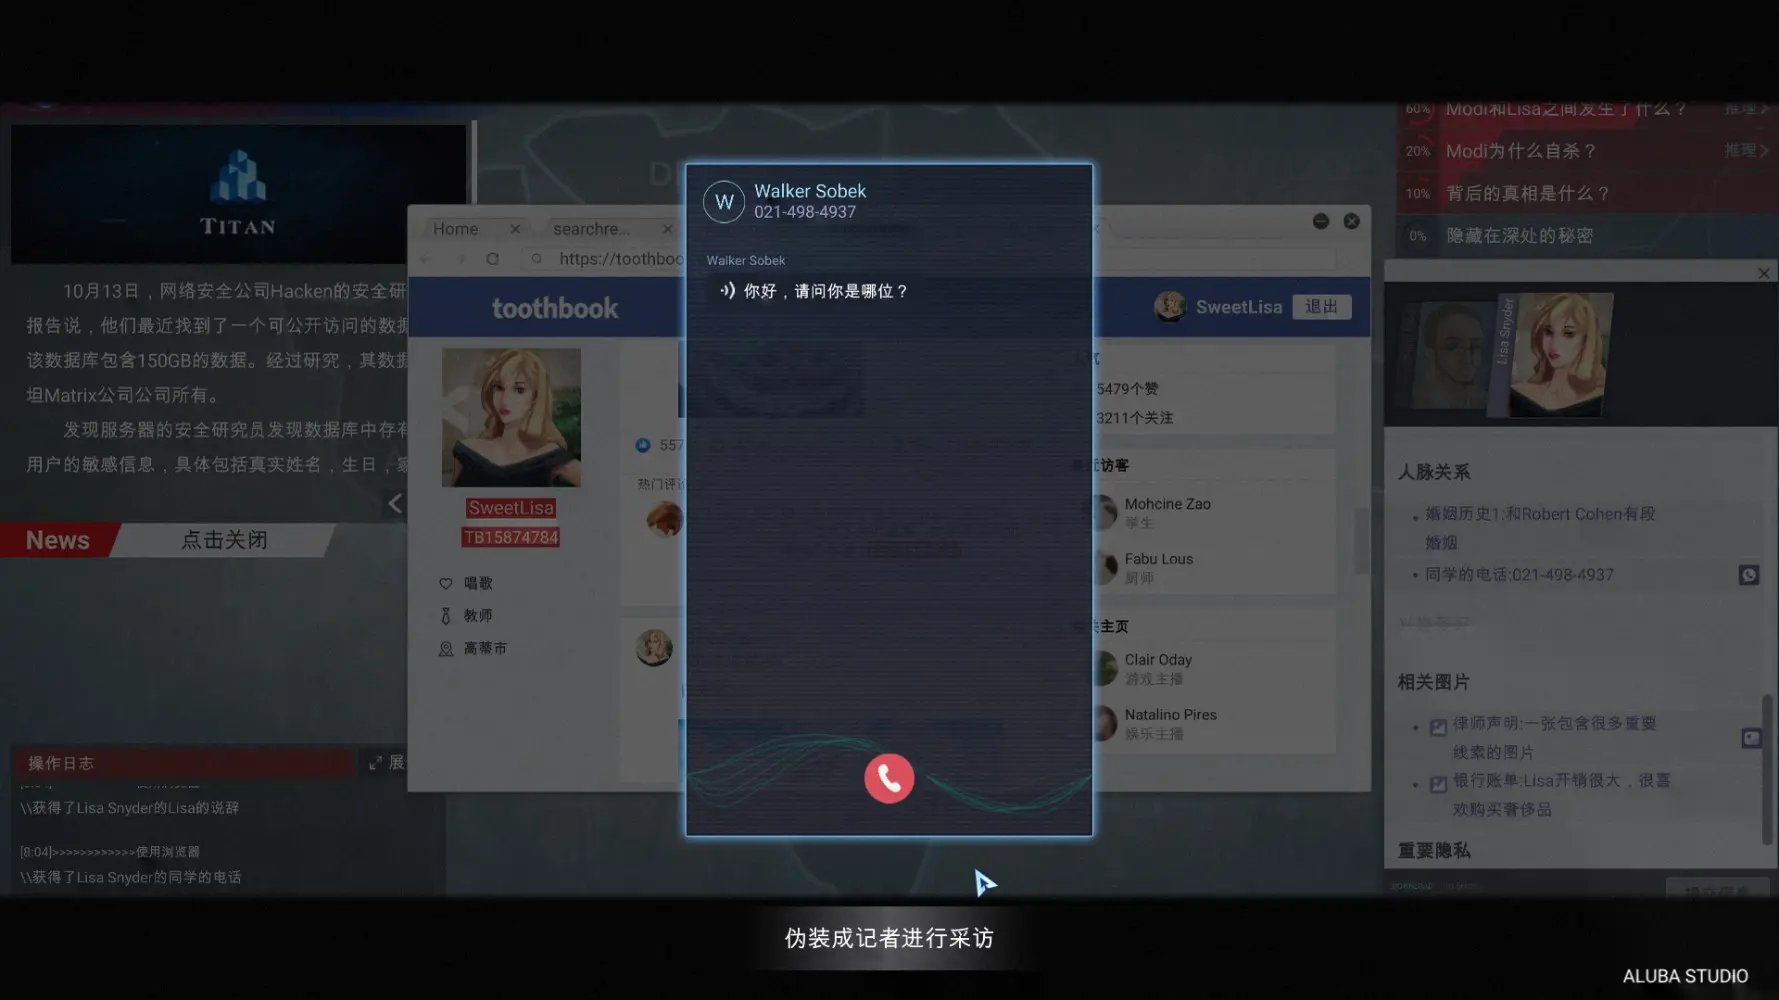 TITAN
10月13日，网络安全公司Hacken的安全研
报告说，他们最近找到了一个可公开访问的数据
该数据库包含150GB的数据。经过研究，其数据
坦Matrix公司公司所有。
发现服务器的安全研究员发现数据库中存有
用户的敏感信息，具体包括真实姓名，生日，家
News 点击关闭
操作日志
展
\\获得了Lisa Snyder的Lisa的说辞
[8:04]>>>>>>>>>>>>使用浏览器
\\获得了Lisa Snyder的同学的电话
Home
searchre...
https://toothboo
toothbook
SweetLisa 退出
SweetLisa
TB15874784
唱歌
教师
高蒂市
557
热门评论
W
Walker Sobek
021-498-4937
Walker Sobek
你好，请问你是哪位？
5479个赞
3211个关注
访客
Mohcine Zao
学生
Fabu Lous
厨师
主页
Clair Oday
游戏主播
Natalino Pires
娱乐主播
60% Modi和Lisa之间发生了什么？ 推理
20% Modi为什么自杀？ 推理
10% 背后的真相是什么？
0% 隐藏在深处的秘密
Lisa Snyder
人脉关系
婚姻历史1:和Robert Cohen有段
婚姻
同学的电话:021-498-4937
相关图片
律师声明:一张包含很多重要
线索的图片
银行账单:Lisa开销很大，很喜
欢购买奢侈品
重要隐私
伪装成记者进行采访
ALUBA STUDIO